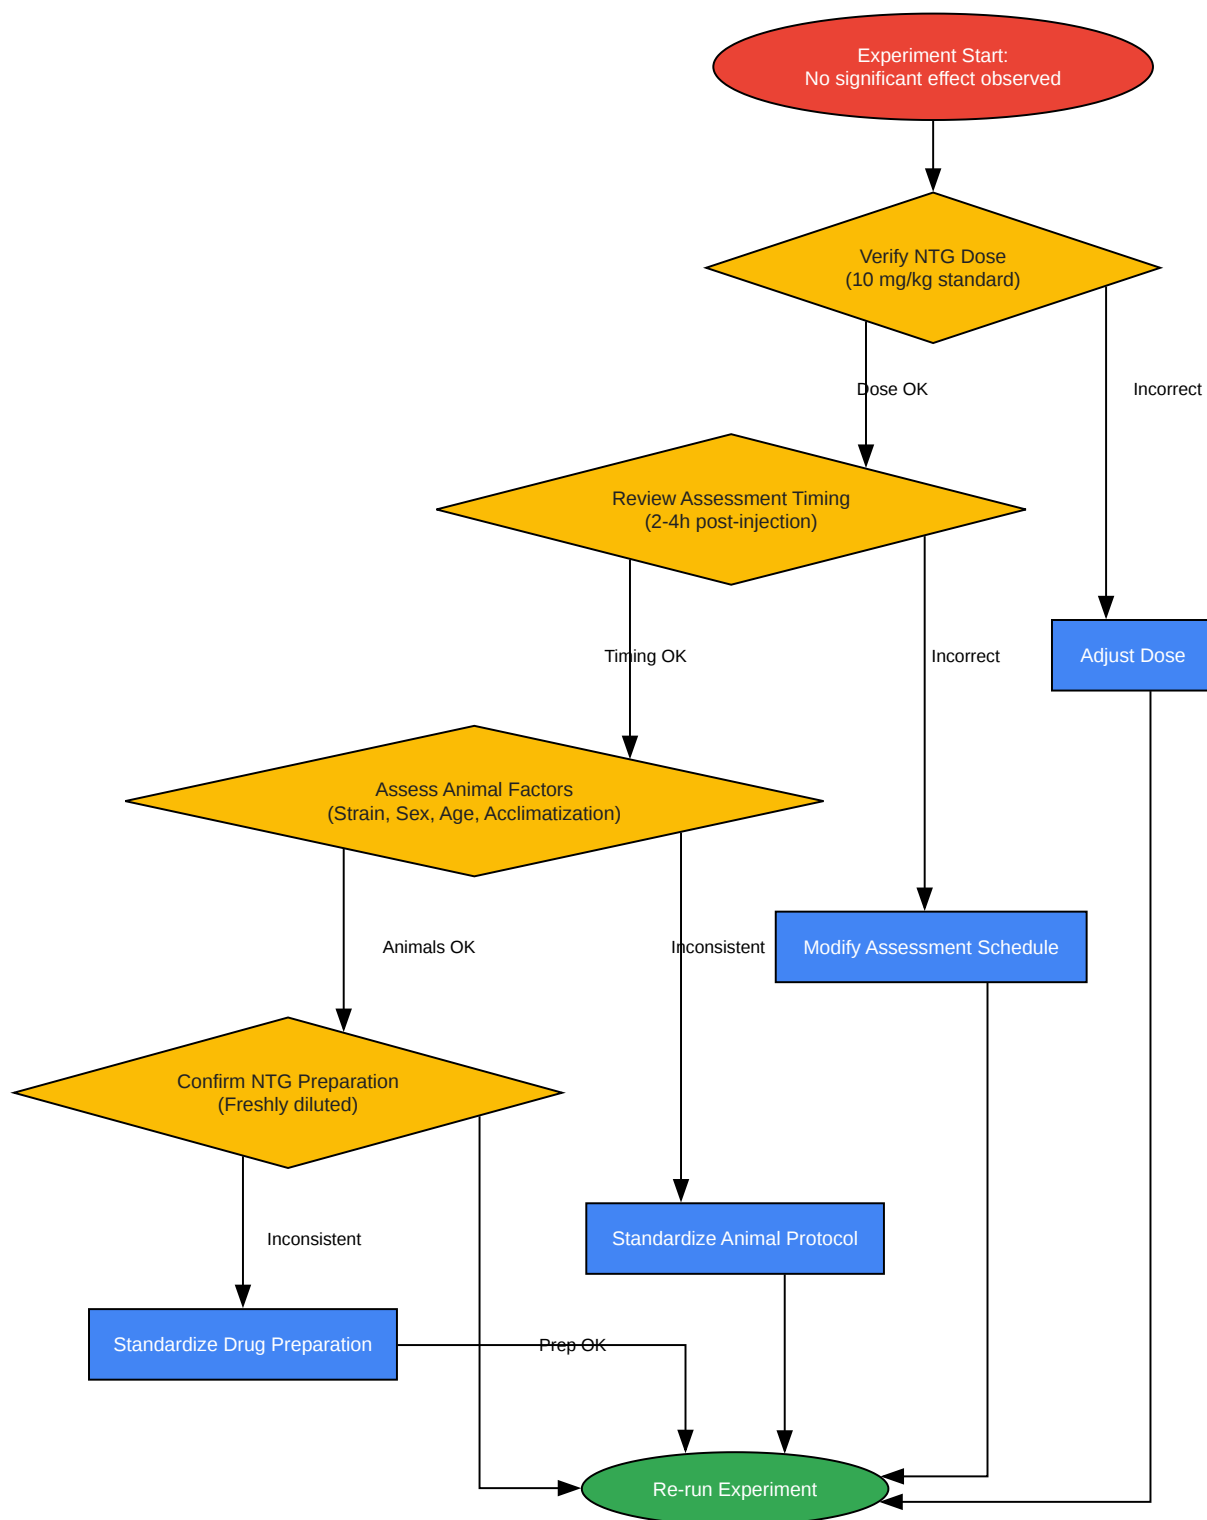 Experiment Start:
No significant effect observed
Verify NTG Dose
(10 mg/kg standard)
Dose OK
Incorrect
Review Assessment Timing
(2-4h post-injection)
Timing OK
Incorrect
Adjust Dose
Assess Animal Factors
(Strain, Sex, Age, Acclimatization)
Animals OK
Inconsistent
Modify Assessment Schedule
Confirm NTG Preparation
(Freshly diluted)
Inconsistent
Standardize Animal Protocol
Standardize Drug Preparation
Prep OK
Re-run Experiment